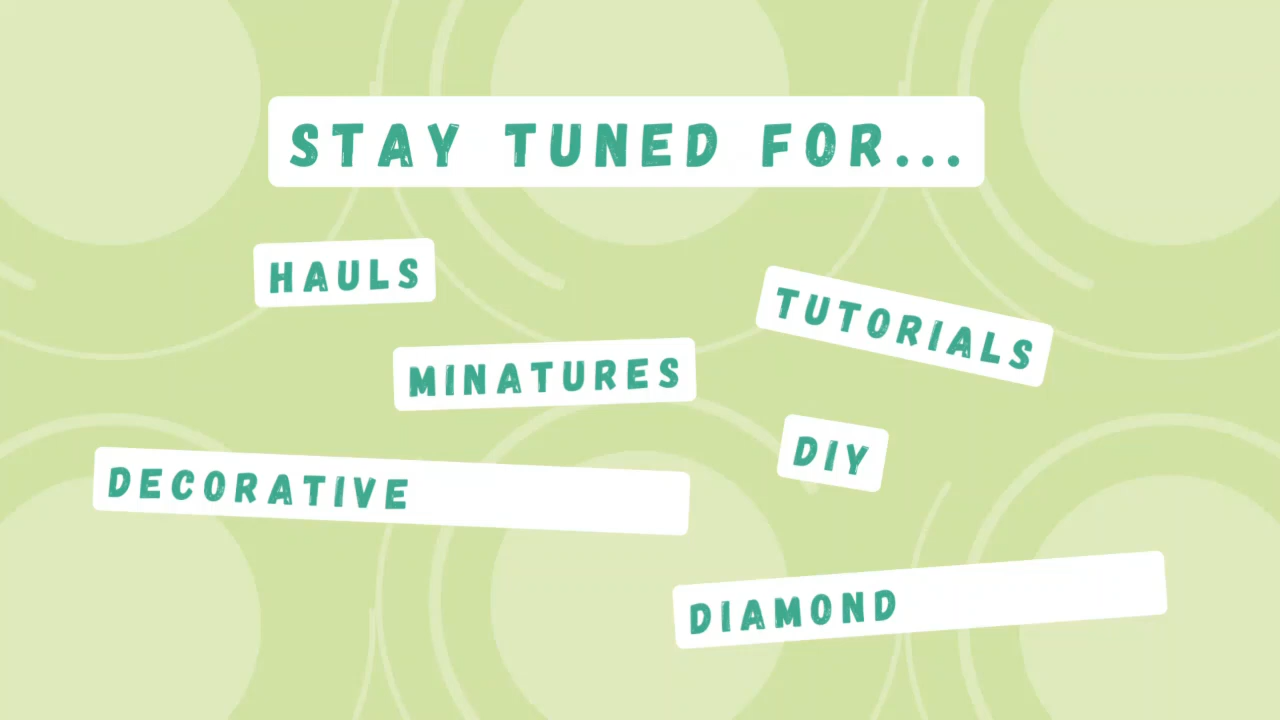 STAY TUNED FOR...
HAULS
TUTORIALS
MINATURES
DIY
DECORATIVE
DIAMOND